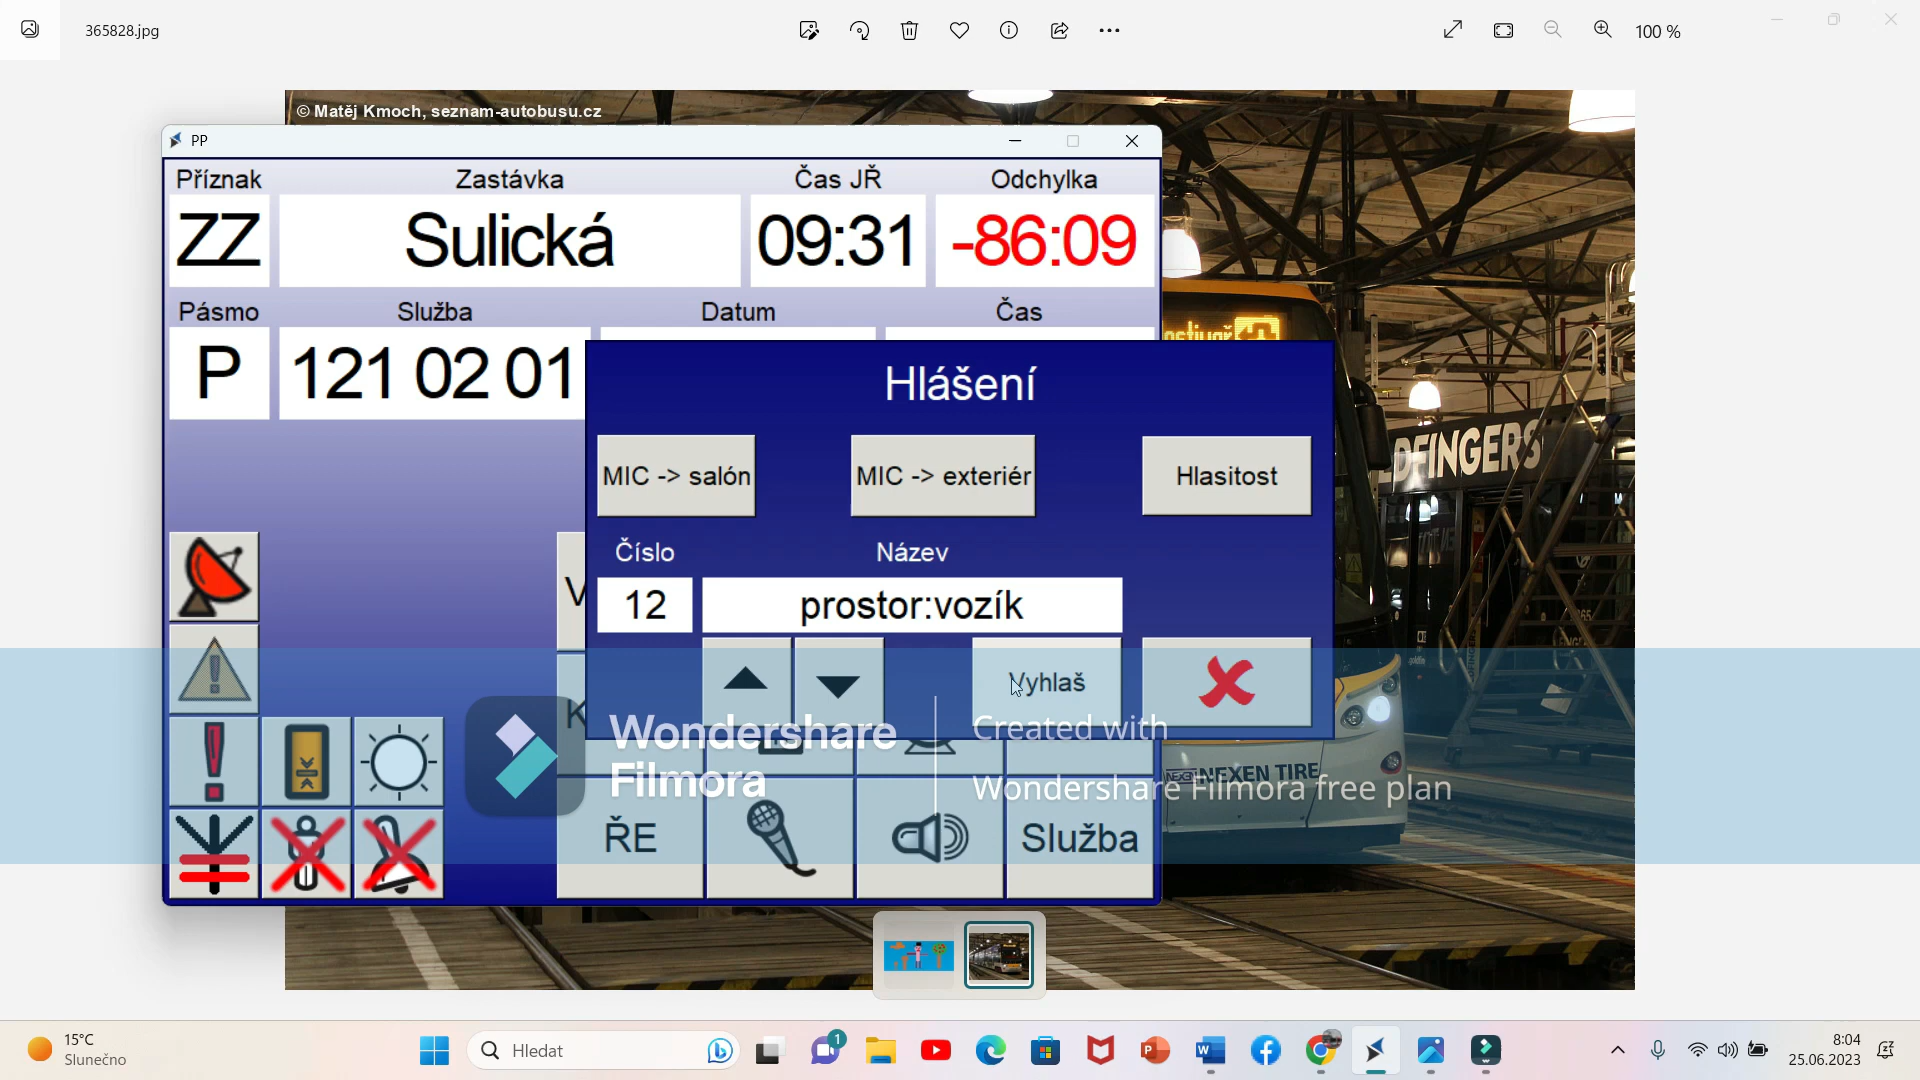 365828.jpg
100 %
© Matěj Kmoch, seznam-autobusu.cz
PP
Příznak Zastávka Čas JŘ Odchylka
ZZ Sulická 09:31 -86:09
Pásmo Služba Datum Čas
P 121 02 01
Hlášení
MIC -> salón MIC -> exteriér Hlasitost
Číslo Název
12 prostor:vozík
V
Vyhlaš
K
ŘE Služba
DFINGERS
NEXEN NEXEN TIRE
Wondershare
Filmora
Created with
Wondershare Filmora free plan
15°C
Slunečno
Hledat
1
8:04
25.06.2023